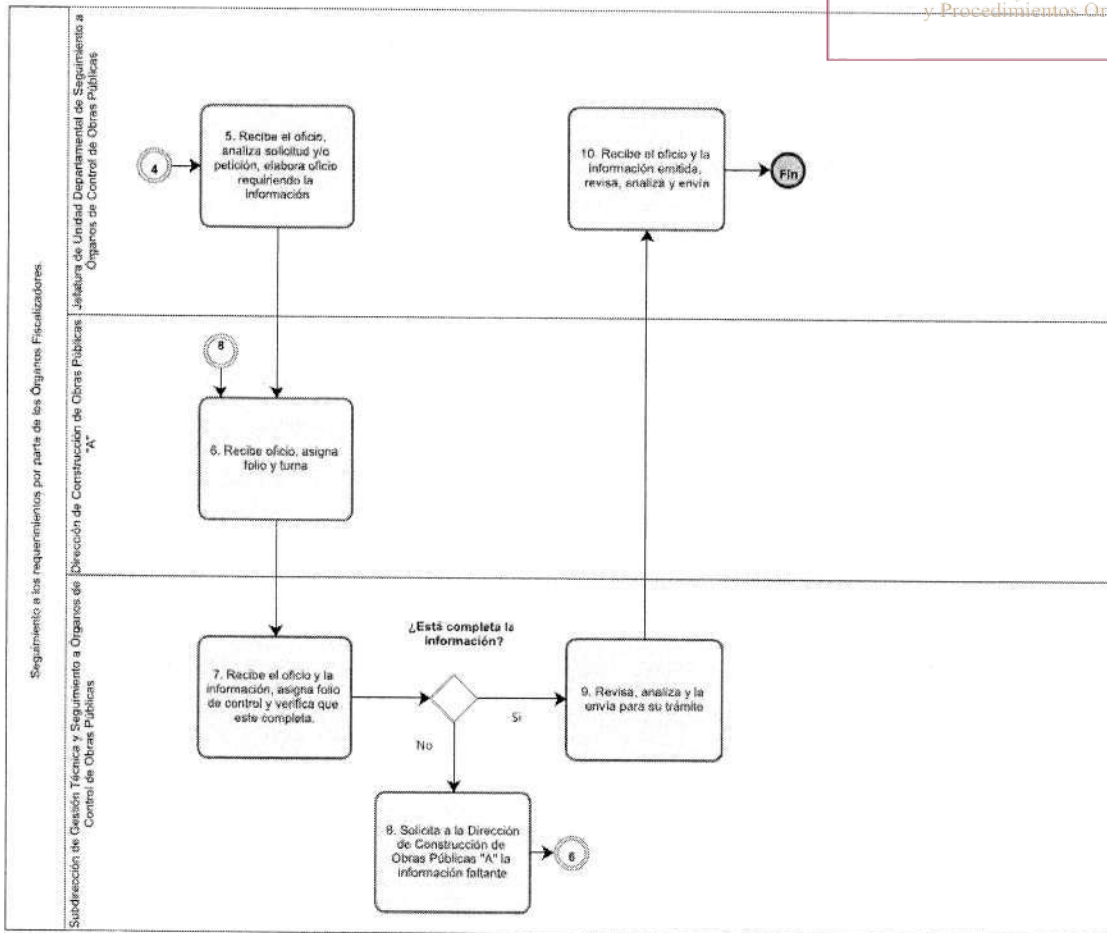 y Procedimientos Or
Seguimiento a los requerimientos por parte de los Órganos Fiscalizadores.
Jefatura de Unidad Departamental de Seguimiento a
Órganos de Control de Obras Públicas
4
5. Recibe el oficio,
analiza solicitud y/o
petición, elabora oficio
requiriendo la
información
10. Recibe el oficio y la
información emitida,
revisa, analiza y envía
Fin
Dirección de Construcción de Obras Públicas
"A"
8
6. Recibe oficio, asigna
folio y turna
Subdirección de Gestión Técnica y Seguimiento a Órganos de
Control de Obras Públicas
7. Recibe el oficio y la
información, asigna folio
de control y verifica que
este completa.
¿Está completa la
información?
Si
No
9. Revisa, analiza y la
envía para su trámite
8. Solicita a la Dirección
de Construcción de
Obras Públicas "A" la
información faltante
6